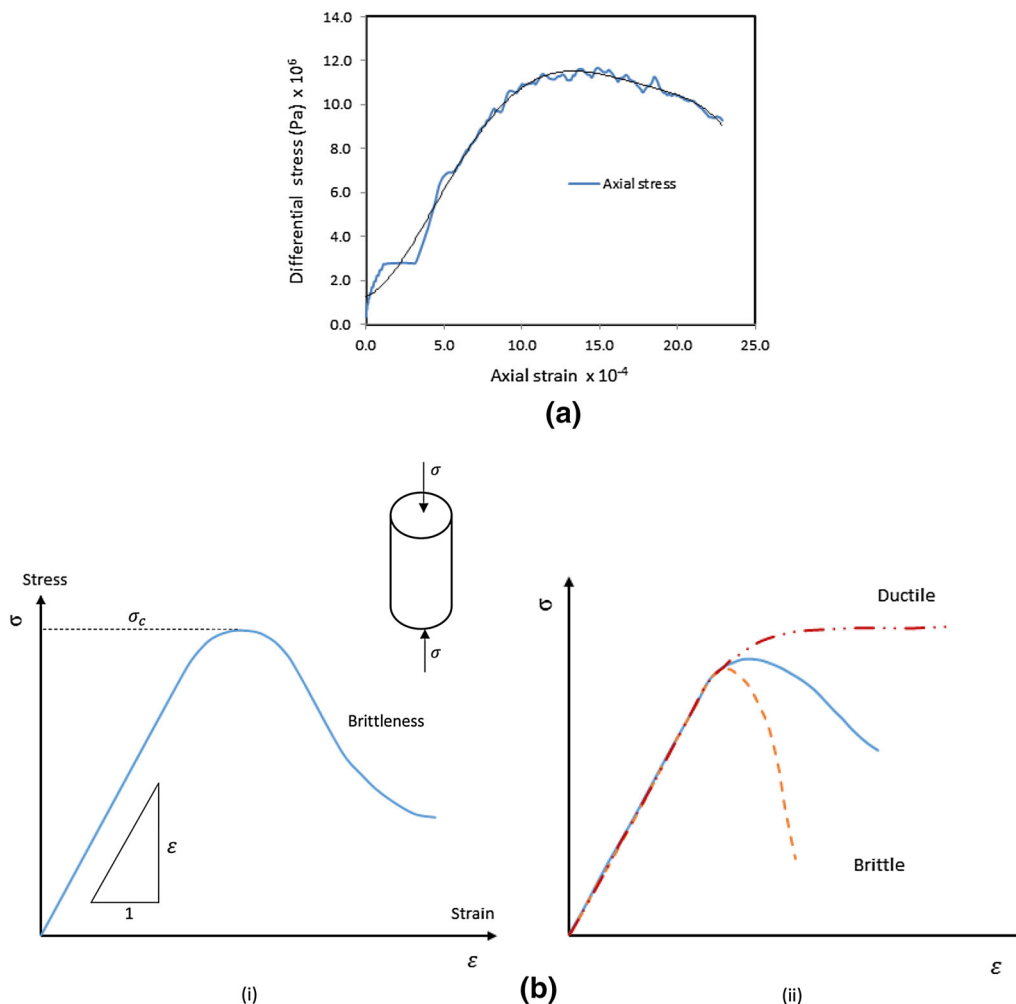 14.0
12.0
10.0
8.0
6.0
4.0
2.0
0.0
Differential stress (Pa) x 10⁶
Axial stress
0.0 5.0 10.0 15.0 20.0 25.0
Axial strain x 10⁻⁴
(a)
σ
σ
Stress
σ
σc
Brittleness
ε
1
Strain
ε
(i)
σ
Ductile
Brittle
ε
(ii)
(b)